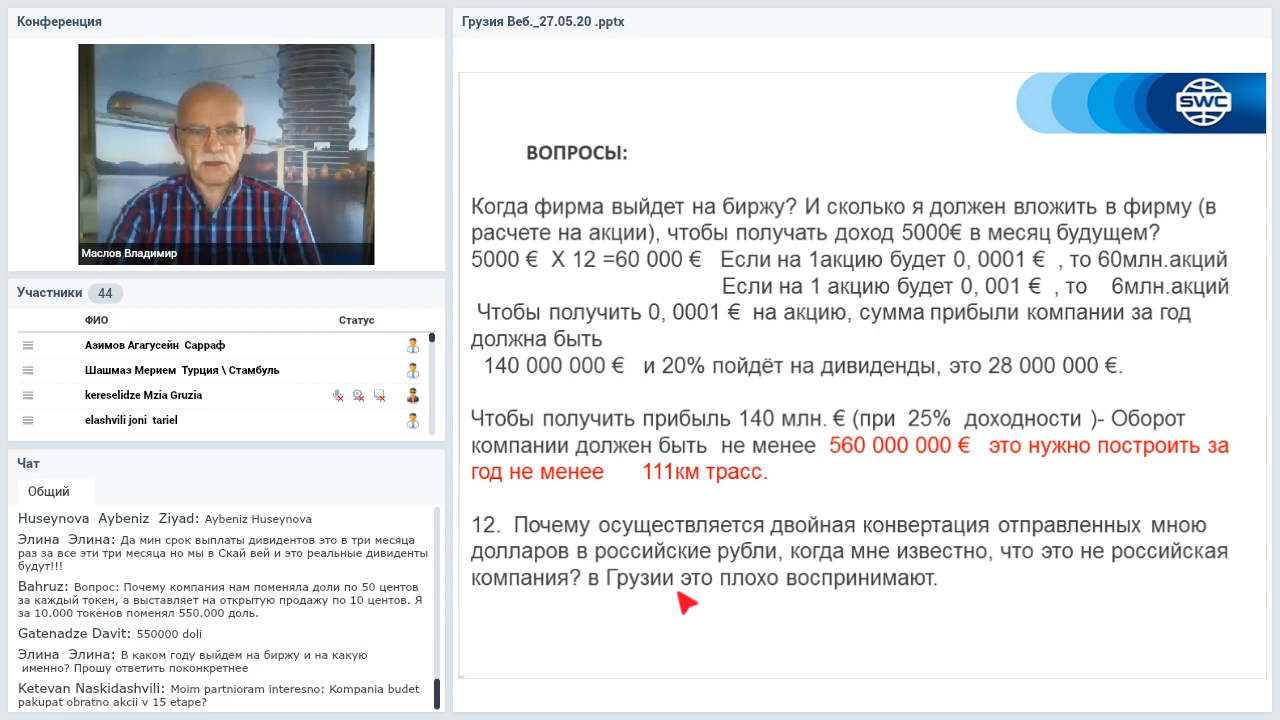 Конференция
Маслов Владимир
Участники 44
ФИО Статус
Азимов Агагусейн Сарраф
Шашмаз Мерием Турция \ Стамбуль
kereselidze Mzia Gruzia
elashvili joni tariel
Чат
Общий
Huseynova Aybeniz Ziyad: Aybeniz Huseynova
Элина Элина: Да мин срок выплаты дивидентов это в три месяца
раз за все эти три месяца но мы в Скай вей и это реальные дивиденты
будут!!!
Bahruz: Вопрос: Почему компания нам поменяла доли по 50 центов
за каждый токен, а выставляет на открытую продажу по 10 центов. Я
за 10.000 токенов поменял 550.000 доль.
Gatenadze Davit: 550000 doli
Элина Элина: В каком году выйдем на биржу и на какую
именно? Прошу ответить поконкретнее
Ketevan Naskidashvili: Moim partnioram interesno: Kompania budet
pakupat obratno akcii v 15 etape?
Грузия Веб._27.05.20 .pptx
SWC
ВОПРОСЫ:
Когда фирма выйдет на биржу? И сколько я должен вложить в фирму (в
расчете на акции), чтобы получать доход 5000€ в месяц будущем?
5000 € X 12 =60 000 € Если на 1акцию будет 0, 0001 € , то 60млн.акций
Если на 1 акцию будет 0, 001 € , то 6млн.акций
Чтобы получить 0, 0001 € на акцию, сумма прибыли компании за год
должна быть
140 000 000 € и 20% пойдёт на дивиденды, это 28 000 000 €.
Чтобы получить прибыль 140 млн. € (при 25% доходности )- Оборот
компании должен быть не менее 560 000 000 € это нужно построить за
год не менее 111км трасс.
12. Почему осуществляется двойная конвертация отправленных мною
долларов в российские рубли, когда мне известно, что это не российская
компания? в Грузии это плохо воспринимают.